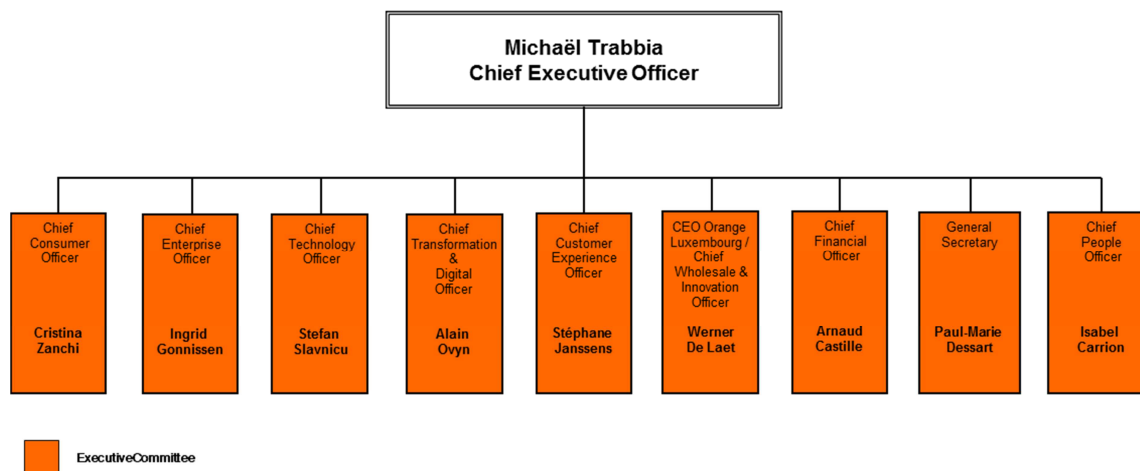 Michaël Trabbia
Chief Executive Officer
Chief
Consumer
Officer
Cristina
Zanchi
Chief
Enterprise
Officer
Ingrid
Gonnissen
Chief
Technology
Officer
Stefan
Slavnicu
Chief
Transformation
&
Digital
Officer
Alain
Ovyn
Chief
Customer
Experience
Officer
Stéphane
Janssens
CEO Orange
Luxembourg /
Chief
Wholesale &
Innovation
Officer
Werner
De Laet
Chief
Financial
Officer
Arnaud
Castille
General
Secretary
Paul-Marie
Dessart
Chief
People
Officer
Isabel
Carrion
ExecutiveCommittee